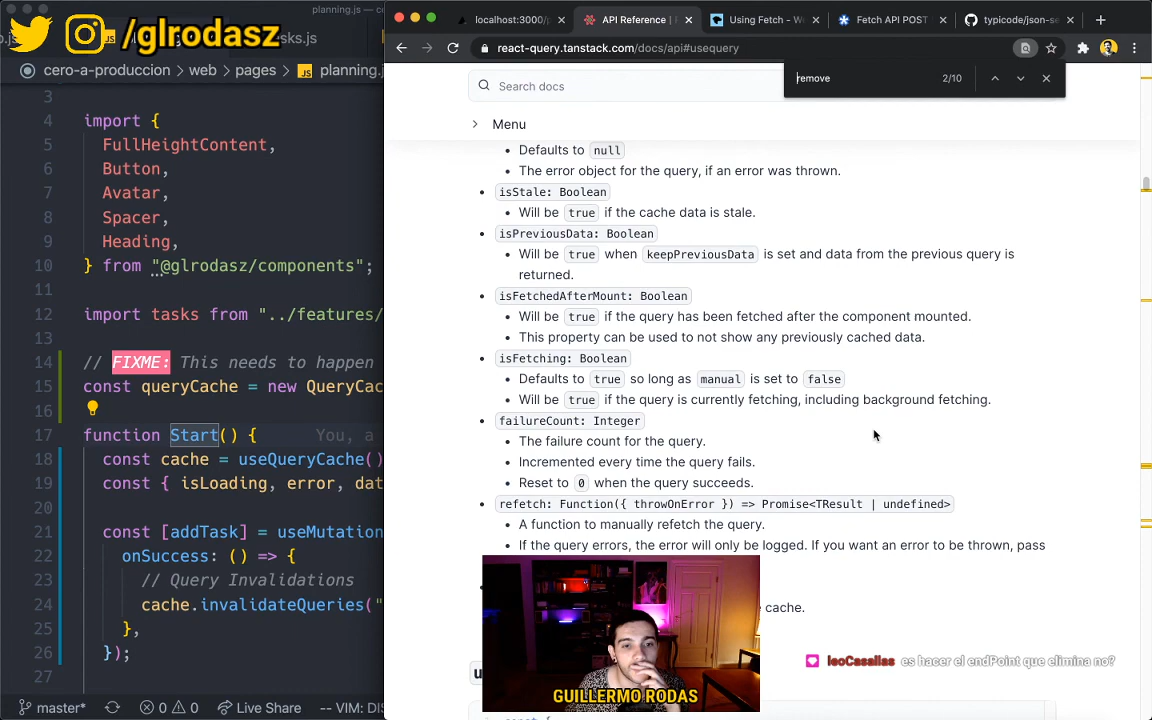 planning.js —
/glrodasz
sks.js
cero-a-produccion > web > pages > planning.j
3
4 import {
5 FullHeightContent,
6 Button,
7 Avatar,
8 Spacer,
9 Heading,
10 } from "@glrodasz/components";
11
12 import tasks from "../features/
13
14 // FIXME: This needs to happen
15 const queryCache = new QueryCac
16
17 function Start() { You, a
18 const cache = useQueryCache()
19 const { isLoading, error, dat
20
21 const [addTask] = useMutation
22 onSuccess: () => {
23 // Query Invalidations
24 cache.invalidateQueries("
25 },
26 });
27
master* 0 0 Live Share -- VIM: DIS
localhost:3000/p
API Reference | R
Using Fetch - We
Fetch API POST
typicode/json-se
react-query.tanstack.com/docs/api#usequery
remove 2/10
Search docs
Menu
• Defaults to null
• The error object for the query, if an error was thrown.
• isStale: Boolean
• Will be true if the cache data is stale.
• isPreviousData: Boolean
• Will be true when keepPreviousData is set and data from the previous query is
returned.
• isFetchedAfterMount: Boolean
• Will be true if the query has been fetched after the component mounted.
• This property can be used to not show any previously cached data.
• isFetching: Boolean
• Defaults to true so long as manual is set to false
• Will be true if the query is currently fetching, including background fetching.
• failureCount: Integer
• The failure count for the query.
• Incremented every time the query fails.
• Reset to 0 when the query succeeds.
• refetch: Function({ throwOnError }) => Promise<TResult | undefined>
• A function to manually refetch the query.
• If the query errors, the error will only be logged. If you want an error to be thrown, pass
cache.
leoCasallas es hacer el endPoint que elimina no?
GUILLERMO RODAS